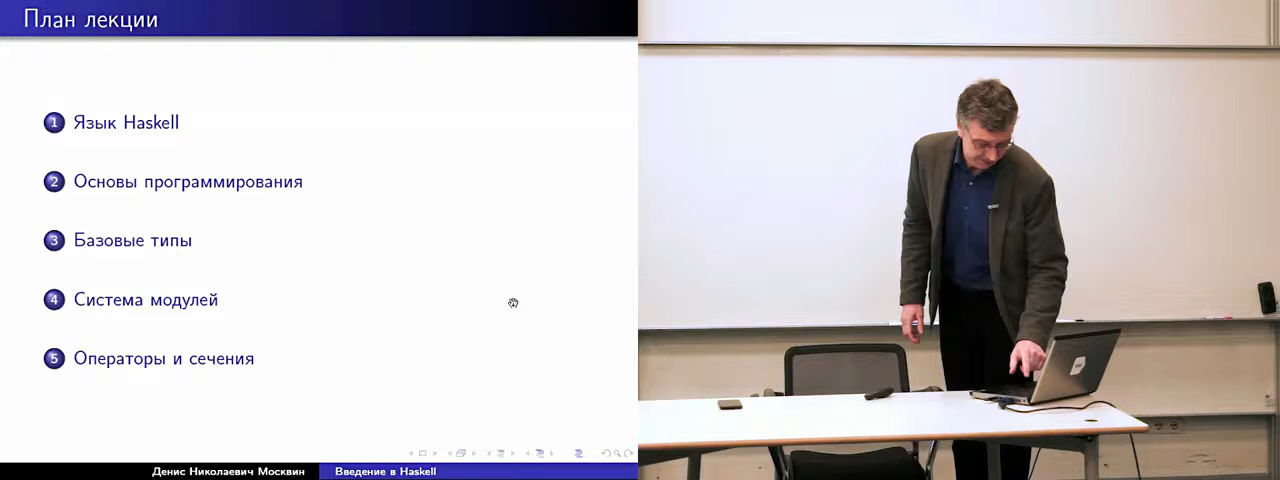 План лекции
1 Язык Haskell
2 Основы программирования
3 Базовые типы
4 Система модулей
5 Операторы и сечения
Денис Николаевич Москвин Введение в Haskell